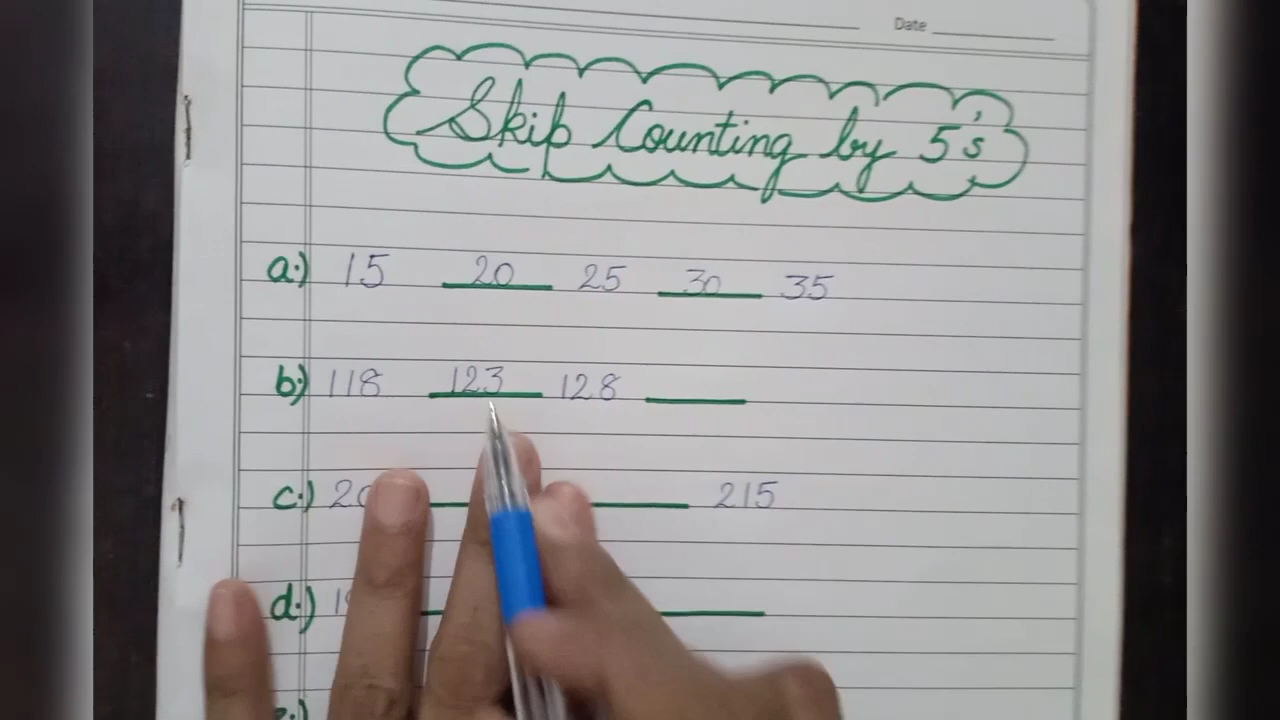 Date
Skip Counting by 5's
a.) 15 20 25 30 35
b.) 118 123 128
c.) 215
d.)